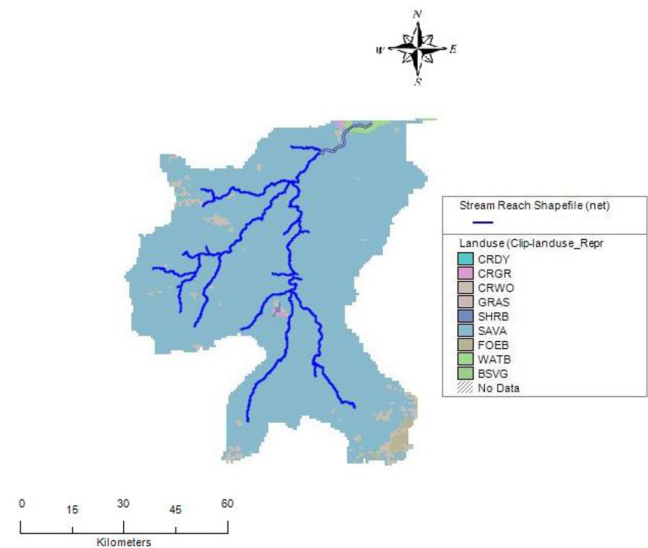 N
W E
S
Stream Reach Shapefile (net)
Landuse (Clip-landuse_Repr
CRDY
CRGR
CRWO
GRAS
SHRB
SAVA
FOEB
WATB
BSVG
No Data
0 15 30 45 60
Kilometers